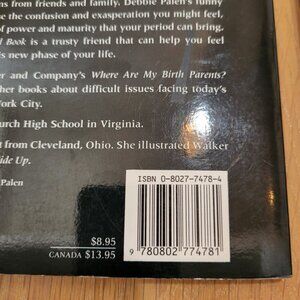 ns from friends and family. Debbie Palen's funny
the confusion and exasperation you might feel,
of power and maturity that your period can bring.
d Book is a trusty friend that can help you feel
new phase of your life.
er and Company's Where Are My Birth Parents?
her books about difficult issues facing today's
ork City.
urch High School in Virginia.
t from Cleveland, Ohio. She illustrated Walker
ide Up.
Palen
ISBN 0-8027-7478-4
$8.95
CANADA $13.95
9 780802 774781